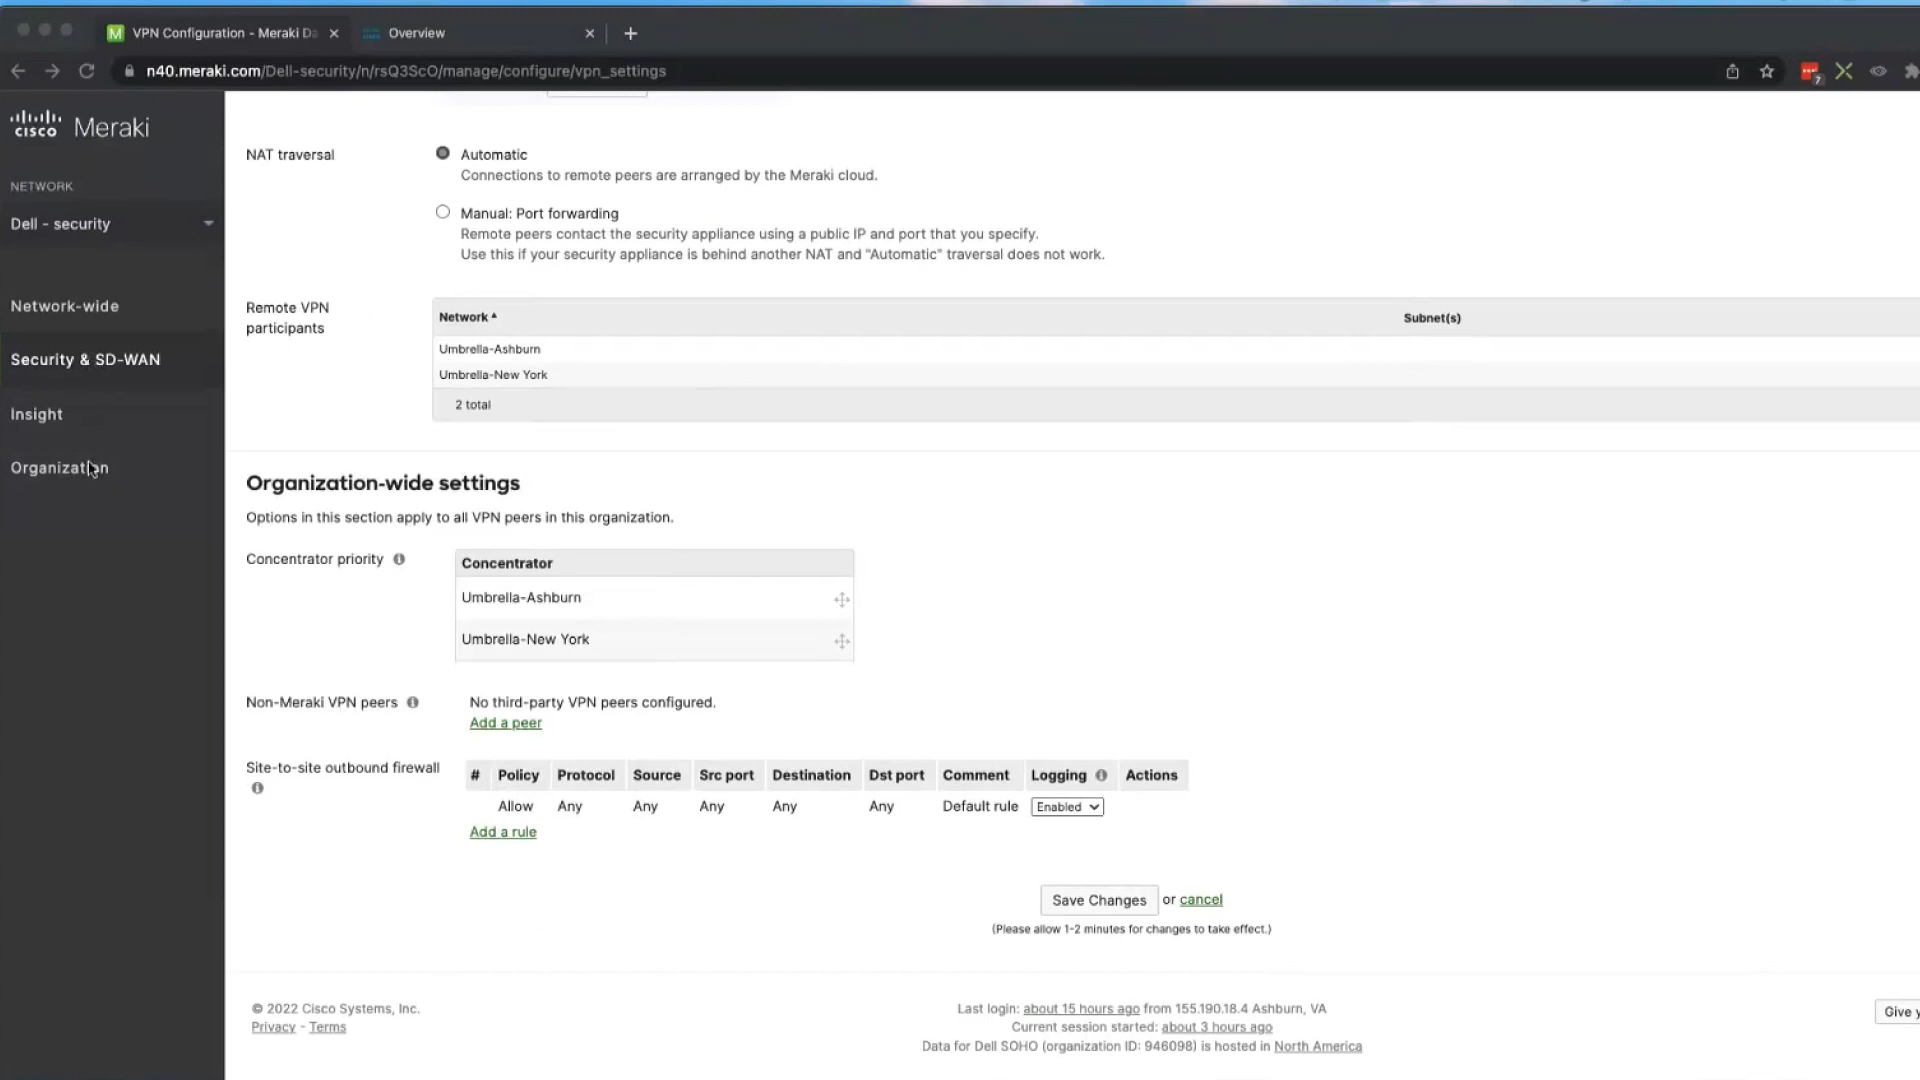 VPN Configuration - Meraki Da
Overview
n40.meraki.com/Dell-security/n/rsQ3ScO/manage/configure/vpn_settings
7
cisco Meraki
NETWORK
Dell - security
Network-wide
Security & SD-WAN
Insight
Organization
NAT traversal
Automatic
Connections to remote peers are arranged by the Meraki cloud.
Manual: Port forwarding
Remote peers contact the security appliance using a public IP and port that you specify.
Use this if your security appliance is behind another NAT and "Automatic" traversal does not work.
Remote VPN
participants
Network Subnet(s)
Umbrella-Ashburn
Umbrella-New York
2 total
Organization-wide settings
Options in this section apply to all VPN peers in this organization.
Concentrator priority
Concentrator
Umbrella-Ashburn
Umbrella-New York
Non-Meraki VPN peers
No third-party VPN peers configured.
Add a peer
Site-to-site outbound firewall
# Policy Protocol Source Src port Destination Dst port Comment Logging Actions
Allow Any Any Any Any Any Default rule Enabled
Add a rule
Save Changes or cancel
(Please allow 1-2 minutes for changes to take effect.)
© 2022 Cisco Systems, Inc.
Privacy - Terms
Last login: about 15 hours ago from 155.190.18.4 Ashburn, VA
Current session started: about 3 hours ago
Data for Dell SOHO (organization ID: 946098) is hosted in North America
Give y